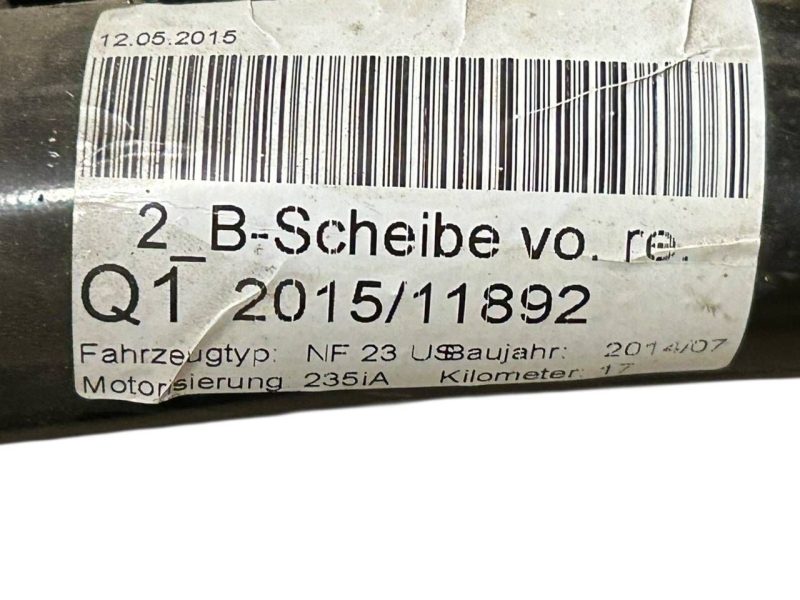 12.05.2015
2_B-Scheibe vo. re.
Q1 2015/11892
Fahrzeugtyp: NF 23 US Baujahr: 2014/07
Motorisierung 235iA Kilometer: 17